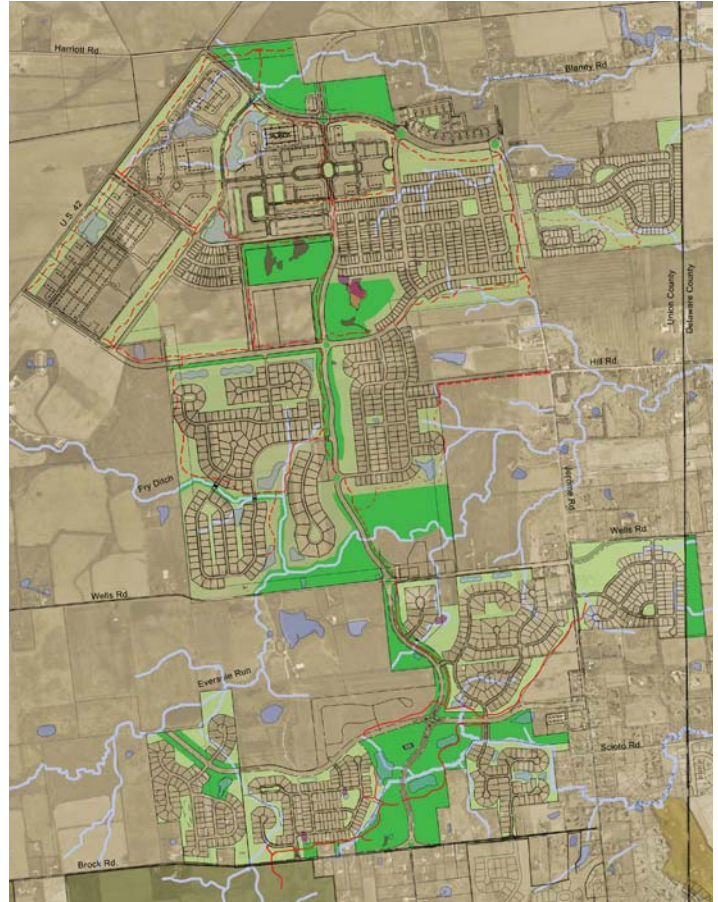 Harriott Rd.
Blaney Rd
U.S. 42
Union County
Delaware County
Hill Rd.
Jerome Rd.
Fry Ditch
Wells Rd.
Wells Rd.
Eversole Run
Scioto Rd.
Brock Rd.